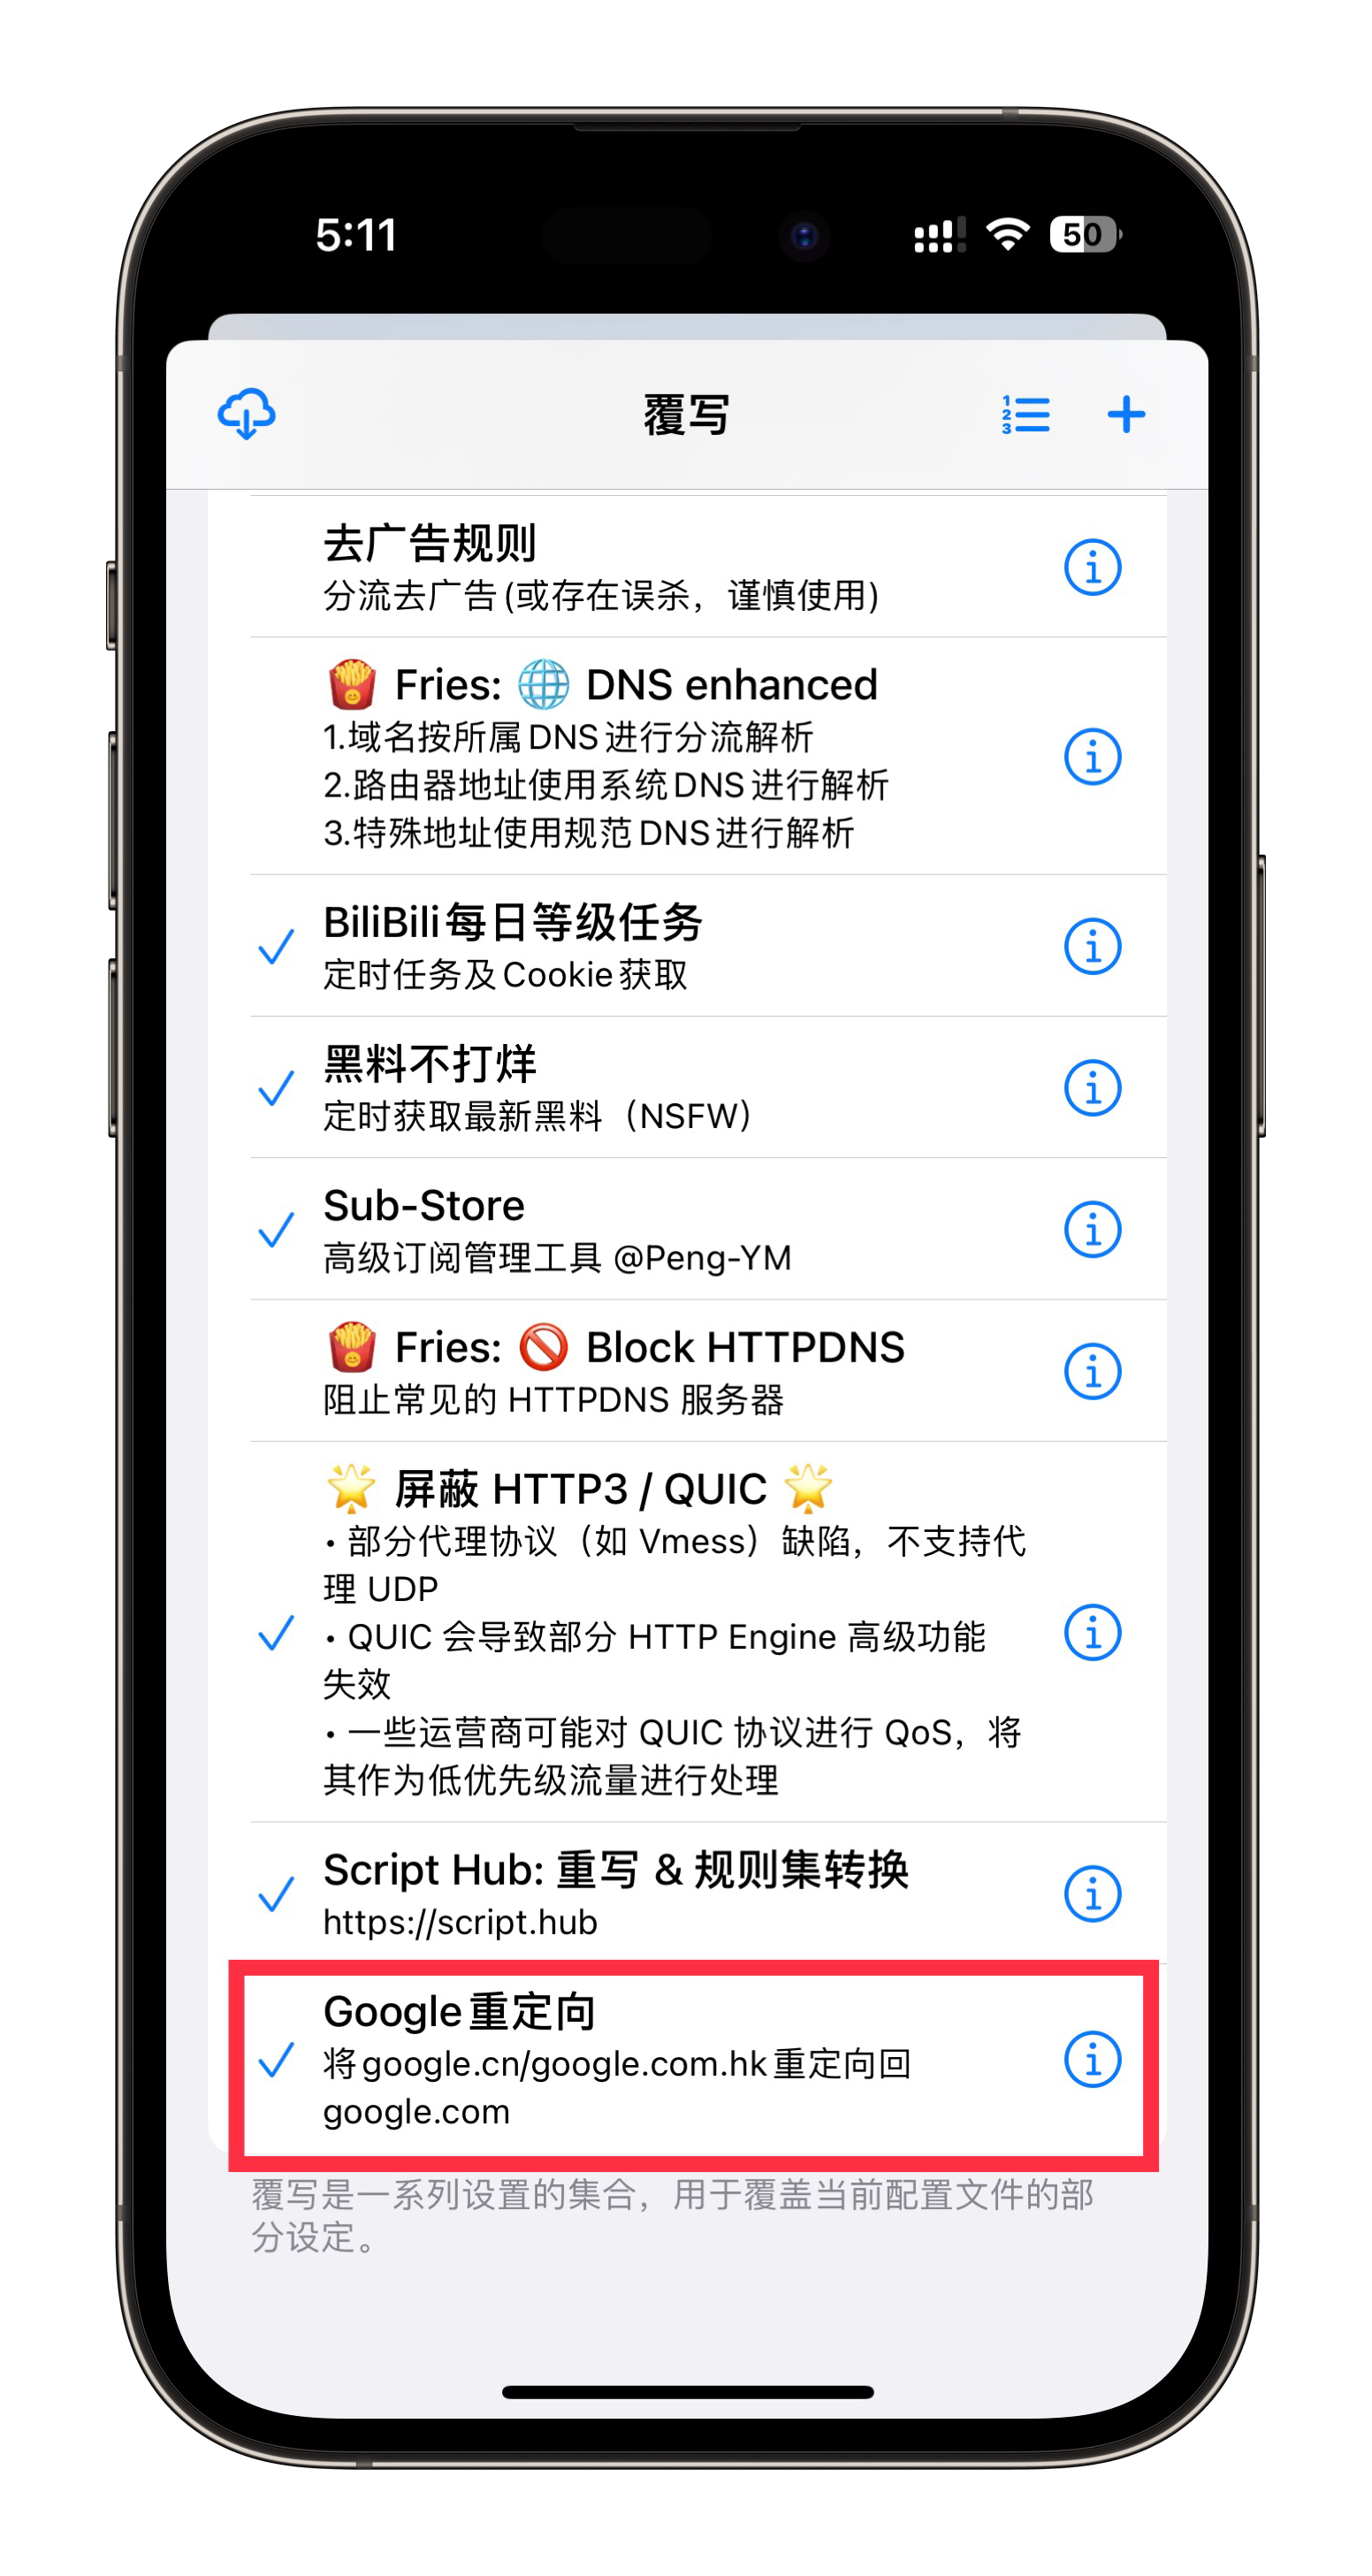 5:11
50
覆写
去广告规则
分流去广告(或存在误杀，谨慎使用)
🍟 Fries: 🌐 DNS enhanced
1.域名按所属DNS进行分流解析
2.路由器地址使用系统DNS进行解析
3.特殊地址使用规范DNS进行解析
BiliBili每日等级任务
定时任务及Cookie获取
黑料不打烊
定时获取最新黑料（NSFW）
Sub-Store
高级订阅管理工具 @Peng-YM
🍟 Fries: 🚫 Block HTTPDNS
阻止常见的 HTTPDNS 服务器
🌟 屏蔽 HTTP3 / QUIC 🌟
• 部分代理协议（如 Vmess）缺陷，不支持代
理 UDP
• QUIC 会导致部分 HTTP Engine 高级功能
失效
• 一些运营商可能对 QUIC 协议进行 QoS，将
其作为低优先级流量进行处理
Script Hub: 重写 & 规则集转换
https://script.hub
Google重定向
将google.cn/google.com.hk重定向回
google.com
覆写是一系列设置的集合，用于覆盖当前配置文件的部
分设定。